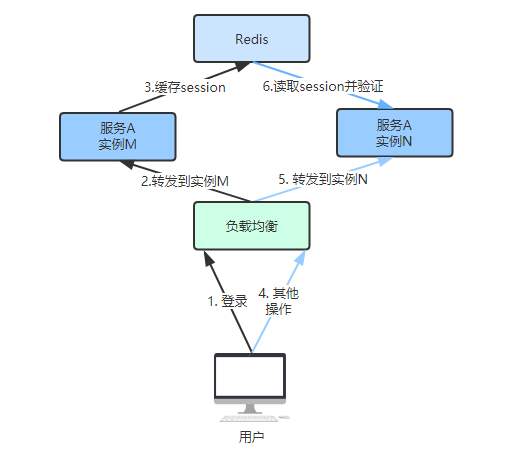 Redis
3.缓存session
6.读取session并验证
服务A
实例M
服务A
实例N
2.转发到实例M
5. 转发到实例N
负载均衡
1. 登录
4. 其他
操作
用户